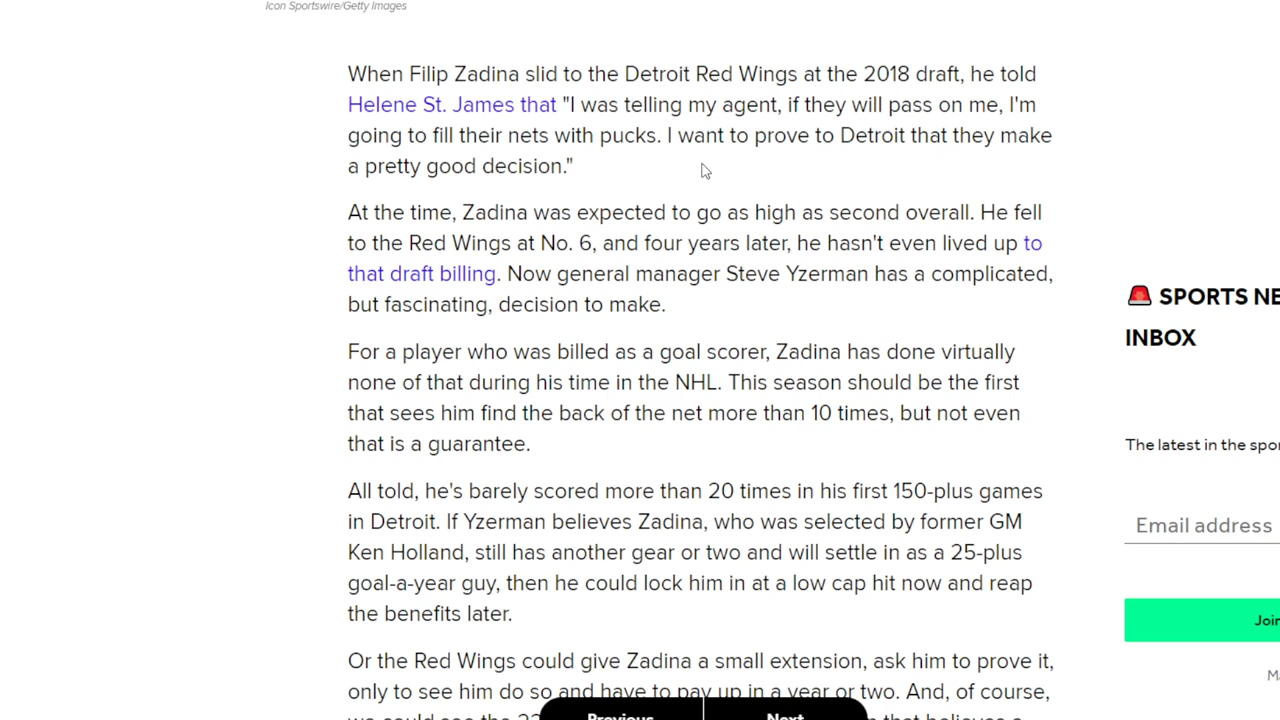 Icon Sportswire/Getty Images
When Filip Zadina slid to the Detroit Red Wings at the 2018 draft, he told
Helene St. James that "I was telling my agent, if they will pass on me, I'm
going to fill their nets with pucks. I want to prove to Detroit that they make
a pretty good decision."
At the time, Zadina was expected to go as high as second overall. He fell
to the Red Wings at No. 6, and four years later, he hasn't even lived up to
that draft billing. Now general manager Steve Yzerman has a complicated,
but fascinating, decision to make.
For a player who was billed as a goal scorer, Zadina has done virtually
none of that during his time in the NHL. This season should be the first
that sees him find the back of the net more than 10 times, but not even
that is a guarantee.
All told, he's barely scored more than 20 times in his first 150-plus games
in Detroit. If Yzerman believes Zadina, who was selected by former GM
Ken Holland, still has another gear or two and will settle in as a 25-plus
goal-a-year guy, then he could lock him in at a low cap hit now and reap
the benefits later.
Or the Red Wings could give Zadina a small extension, ask him to prove it,
only to see him do so and have to pay up in a year or two. And, of course,
Previous
Next
SPORTS NE
INBOX
The latest in the spo
Email address
Join